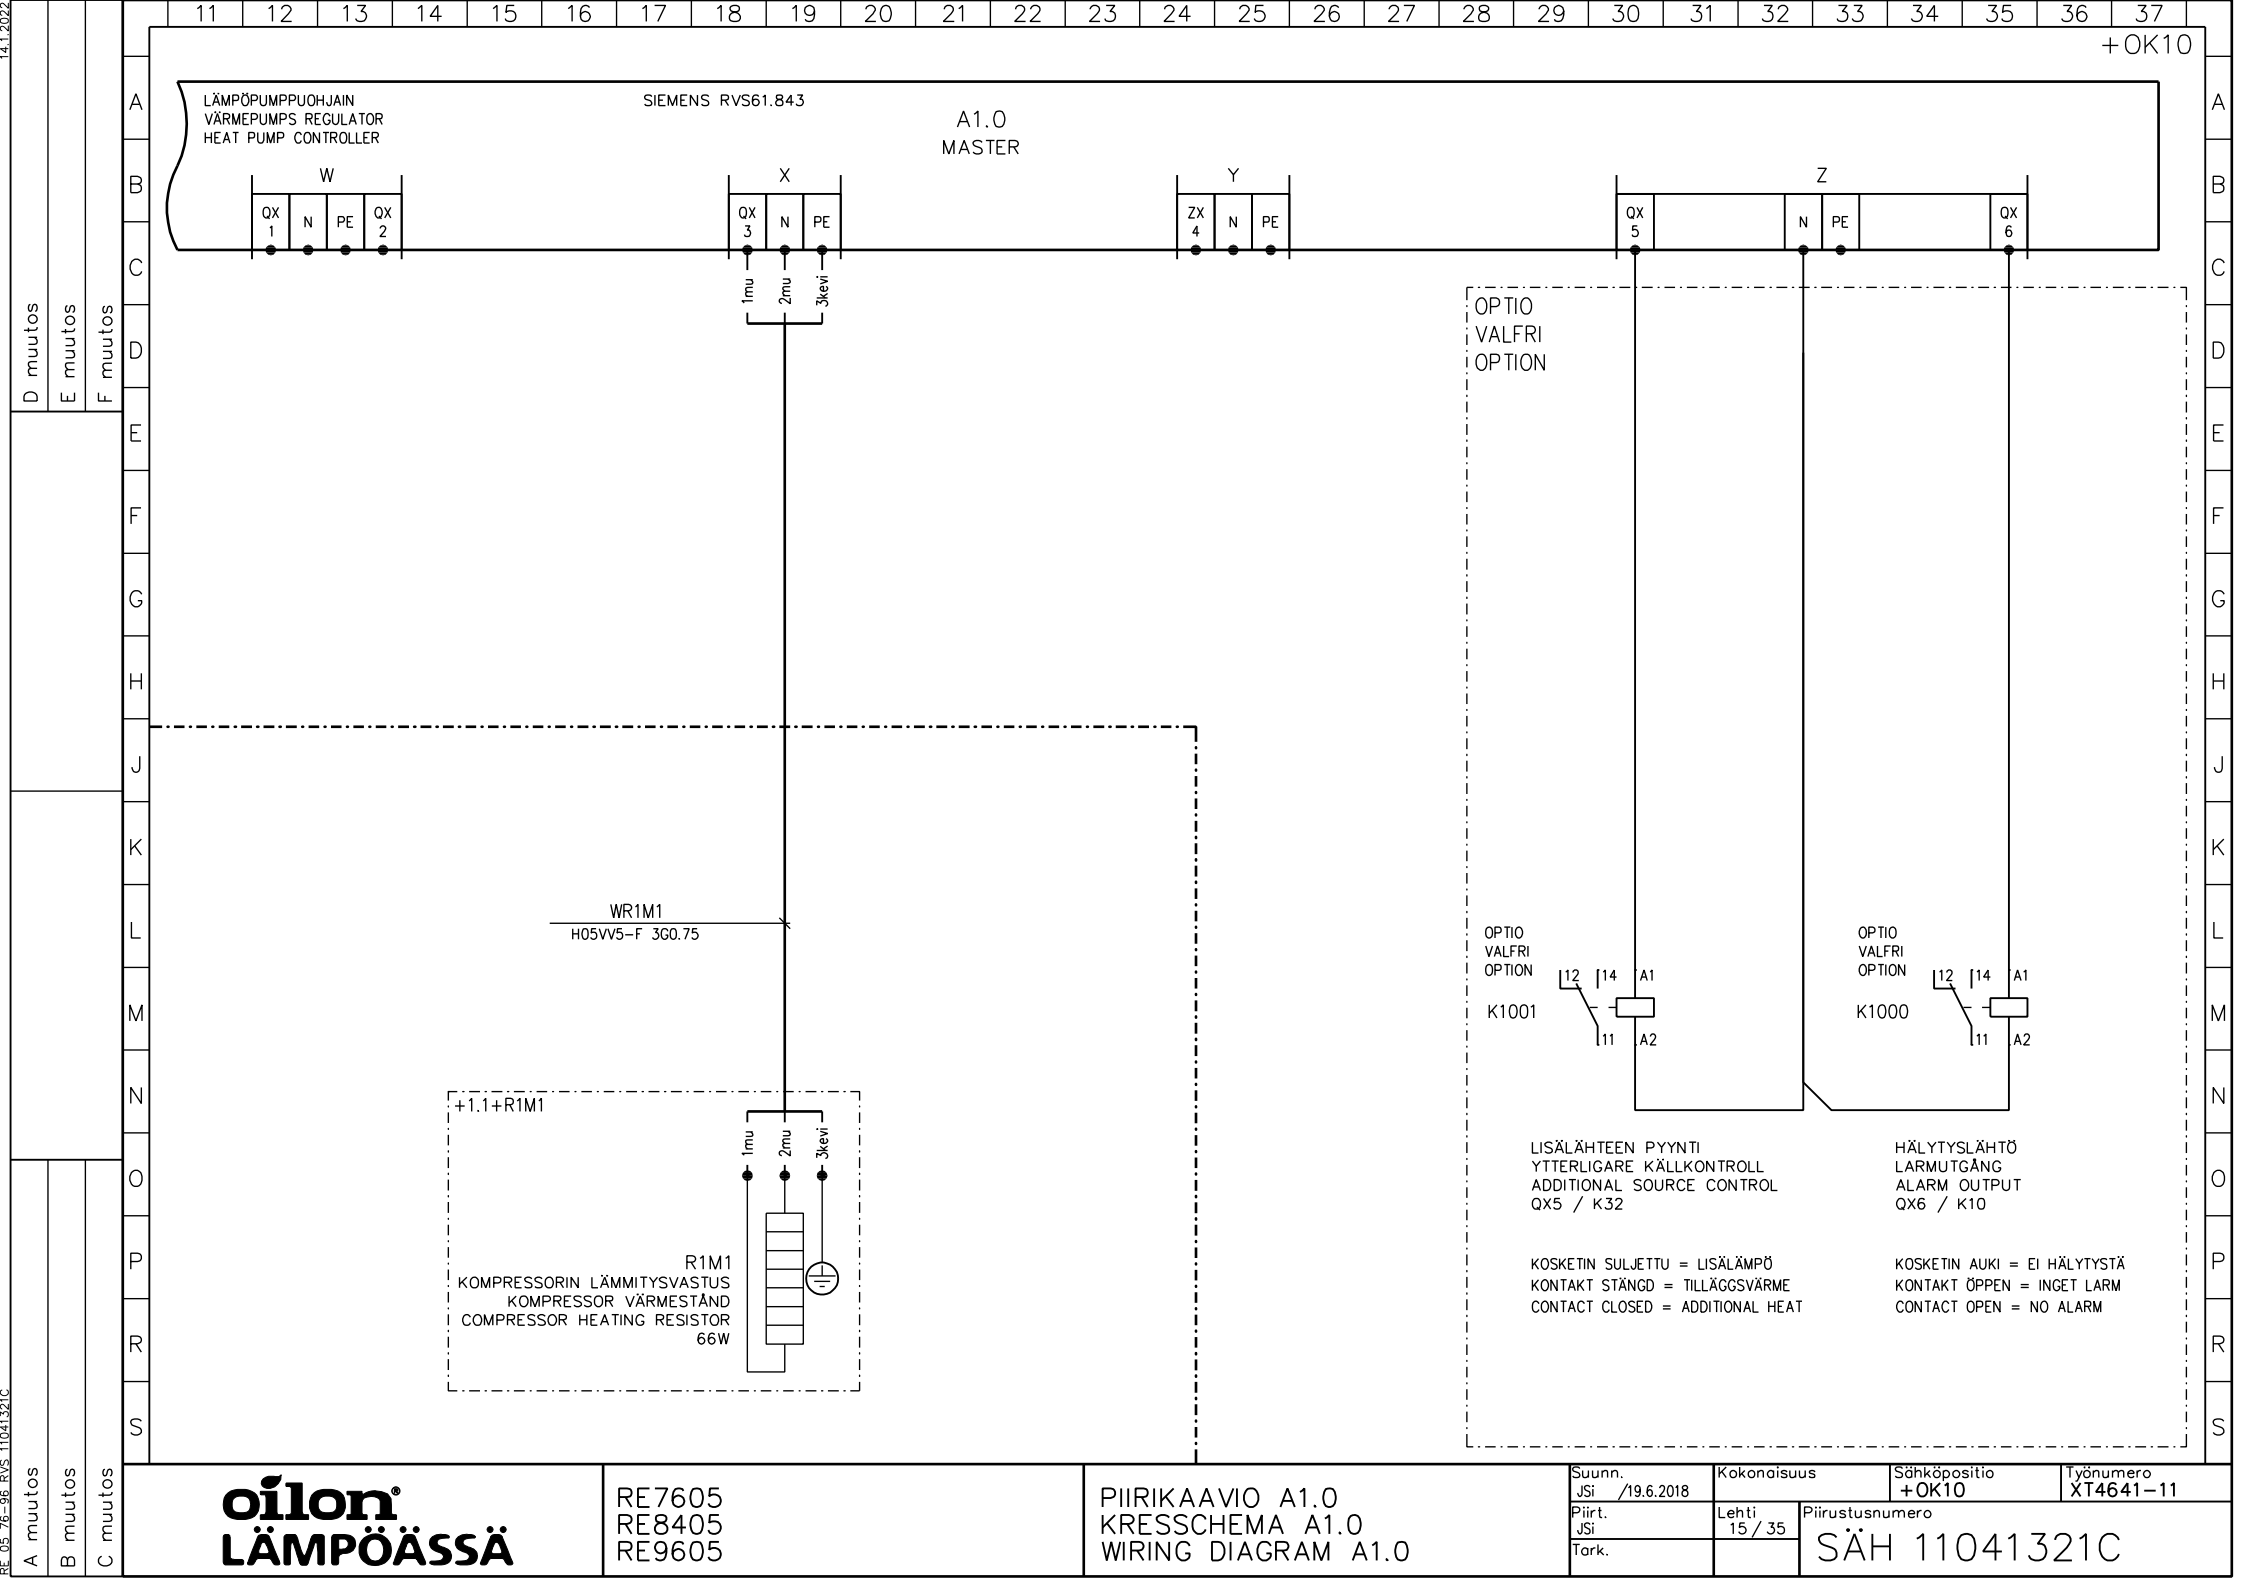 11 12 13 14 15 16 17 18 19 20 21 22 23 24 25 26 27 28 29 30 31 32 33 34 35 36 37
14.1.2022
+OK10
A
LÄMPÖPUMPPUOHJAIN
VÄRMEPUMPS REGULATOR
HEAT PUMP CONTROLLER
SIEMENS RVS61.843
A1.0
MASTER
A
B
W
X
Y
Z
B
QX 1 N PE QX 2
QX 3 N PE
ZX 4 N PE
QX 5 N PE QX 6
C
1mu 2mu 3kevi
C
D muutos
E muutos
F muutos
D
OPTIO
VALFRI
OPTION
D
E
E
F
F
G
G
H
H
J
J
K
K
L
WR1M1
H05VV5-F 3G0.75
OPTIO
VALFRI
OPTION
12 14 A1
K1001
11 A2
OPTIO
VALFRI
OPTION
12 14 A1
K1000
11 A2
L
M
M
N
+1.1+R1M1
N
1mu 2mu 3kevi
O
LISÄLÄHTEEN PYYNTI
YTTERLIGARE KÄLLKONTROLL
ADDITIONAL SOURCE CONTROL
QX5 / K32
HÄLYTYSLÄHTÖ
LARMUTGÅNG
ALARM OUTPUT
QX6 / K10
O
P
R1M1
KOMPRESSORIN LÄMMITYSVASTUS
KOMPRESSOR VÄRMESTÅND
COMPRESSOR HEATING RESISTOR
66W
KOSKETIN SULJETTU = LISÄLÄMPÖ
KONTAKT STÄNGD = TILLÄGGSVÄRME
CONTACT CLOSED = ADDITIONAL HEAT
KOSKETIN AUKI = EI HÄLYTYSTÄ
KONTAKT ÖPPEN = INGET LARM
CONTACT OPEN = NO ALARM
P
R
R
S
S
RE 05 76-96 RVS 11041321C
A muutos
B muutos
C muutos
oilon®
LÄMPÖÄSSÄ
RE7605
RE8405
RE9605
PIIRIKAAVIO A1.0
KRESSCHEMA A1.0
WIRING DIAGRAM A1.0
Suunn.
JSi /19.6.2018
Piirt.
JSi
Tark.
Kokonaisuus
Lehti
15 / 35
Sähköpositio
+OK10
Työnumero
XT4641-11
Piirustusnumero
SÄH 11041321C